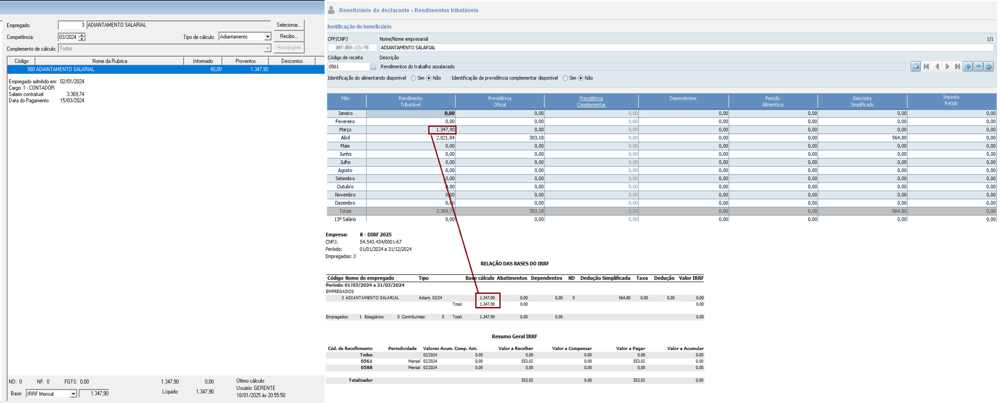 Empregado: 3 ADIANTAMENTO SALARIAL Selecionar...
Competência: 03/2024 Tipo de cálculo: Adiantamento Recibo...
Complemento de cálculo: Todos Homolognet
Código Nome da Rubrica Informado Proventos Descontos
980 ADIANTAMENTO SALARIAL 40,00 1.347,90
Empregado admitido em: 02/01/2024
Cargo: 1 - CONTADOR
Salario contratual: 3.369,74
Data do Pagamento: 15/03/2024
ND: 0 NF: 0 FGTS: 0,00 1.347,90 0,00 Último cálculo:
Usuário: GERENTE
Base: IRRF Mensal 1.347,90 Líquido: 1.347,90 18/01/2025 às 20:55:50
Beneficiário do declarante - Rendimentos tributáveis
dentificação do beneficiário
CPF/CNPJ Nome/Nome empresarial 1/1
ADIANTAMENTO SALARIAL
Código de receita Descrição
0561 Rendimentos do trabalho assalariado
Identificação do alimentando disponível Sim Não Identificação de previdência complementar disponível Sim Não
Mês Rendimento Tributável Previdência Oficial Previdência Complementar Dependentes Pensão Alimentícia Desconto Simplificado Imposto Retido
Janeiro 0,00 0,00 0,00 0,00 0,00 0,00 0,00
Fevereiro 0,00 0,00 0,00 0,00 0,00 0,00 0,00
Março 1.347,90 0,00 0,00 0,00 0,00 0,00 0,00
Abril 2.021,84 303,18 0,00 0,00 0,00 564,80 0,00
Maio 0,00 0,00 0,00 0,00 0,00 0,00 0,00
Junho 0,00 0,00 0,00 0,00 0,00 0,00 0,00
Julho 0,00 0,00 0,00 0,00 0,00 0,00 0,00
Agosto 0,00 0,00 0,00 0,00 0,00 0,00 0,00
Setembro 0,00 0,00 0,00 0,00 0,00 0,00 0,00
Outubro 0,00 0,00 0,00 0,00 0,00 0,00 0,00
Novembro 0,00 0,00 0,00 0,00 0,00 0,00 0,00
Dezembro 0,00 0,00 0,00 0,00 0,00 0,00 0,00
Totais 3.369,74 303,18 0,00 0,00 0,00 564,80 0,00
13º Salário 0,00 0,00 0,00 0,00 0,00 0,00 0,00
Empresa: 8 - DIRF 2025
CNPJ: 54.543.434/0001-67
Período: 01/01/2024 a 31/12/2024
Empregados: 3
RELAÇÃO DAS BASES DO IRRF
Código Nome do empregado Tipo Base cálculo Abatimentos Dependentes ND Dedução Simplificada Taxa Dedução Valor IRRF
Período: 01/03/2024 a 31/03/2024
EMPREGADOS
3 ADIANTAMENTO SALARIAL Adiant. 03/24 1.347,90 0,00 0,00 0 564,80 0,00 0,00 0,00
Total: 1.347,90 0,00 0,00
Empregados: 1 Estagiários: 0 Contribuintes: 0 Total: 1.347,90 0,00 0,00 0,00
Resumo Geral IRRF
Cód. de Recolhimento Periodicidade Valores Acum. Comp. Ant. Valor a Recolher Valor a Compensar Valor a Pagar Valor a Acumular
Todos 02/2024 0,00 0,00 0,00 0,00 0,00
0561 Mensal 02/2024 0,00 553,02 0,00 553,02 0,00
0588 Mensal 02/2024 0,00 0,00 0,00 0,00 0,00
Totalizador 553,02 0,00 553,02 0,00